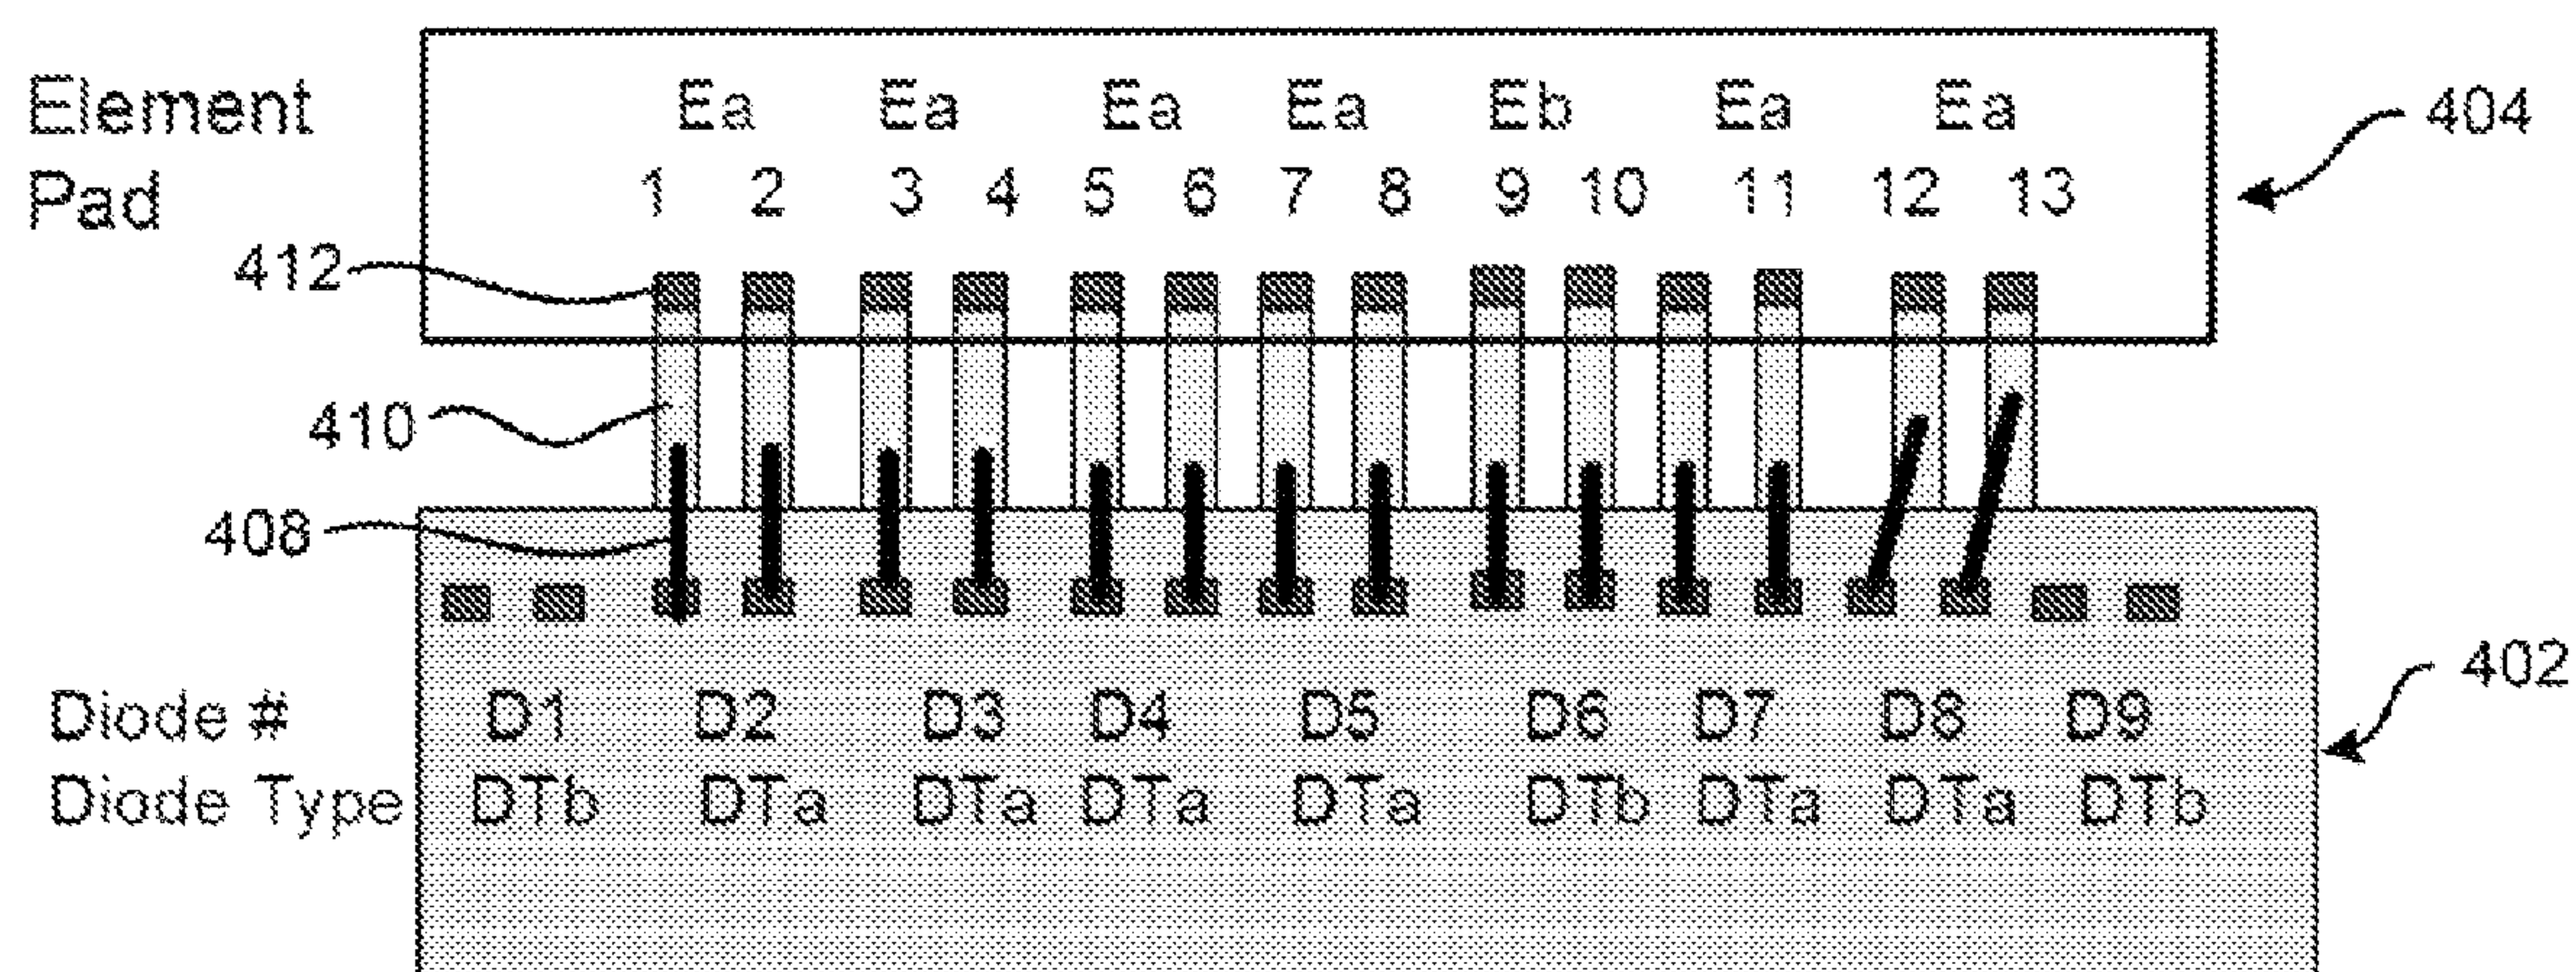 Element Ea Ea Ea Ea Eb Ea Ea 404
Pad 1 2 3 4 5 6 7 8 9 10 11 12 13
412
410
408
402
Diode # D1 D2 D3 D4 D5 D6 D7 D8 D9
Diode Type DTb DTa DTa DTa DTa DTb DTa DTa DTb